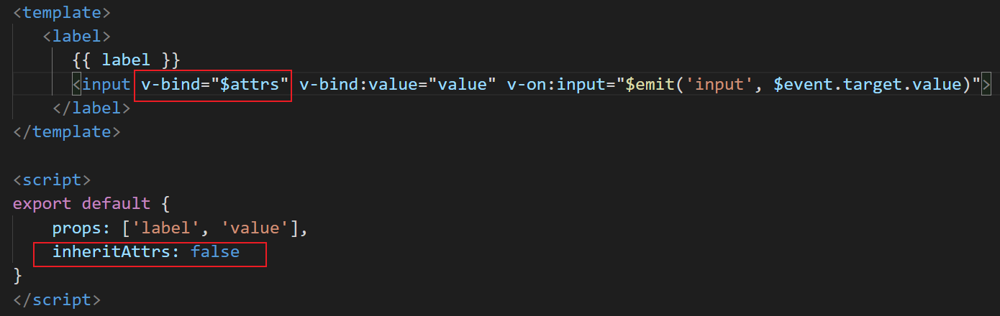 <template>
<label>
{{ label }}
<input v-bind="$attrs" v-bind:value="value" v-on:input="$emit('input', $event.target.value)">
</label>
</template>
<script>
export default {
props: ['label', 'value'],
inheritAttrs: false
}
</script>